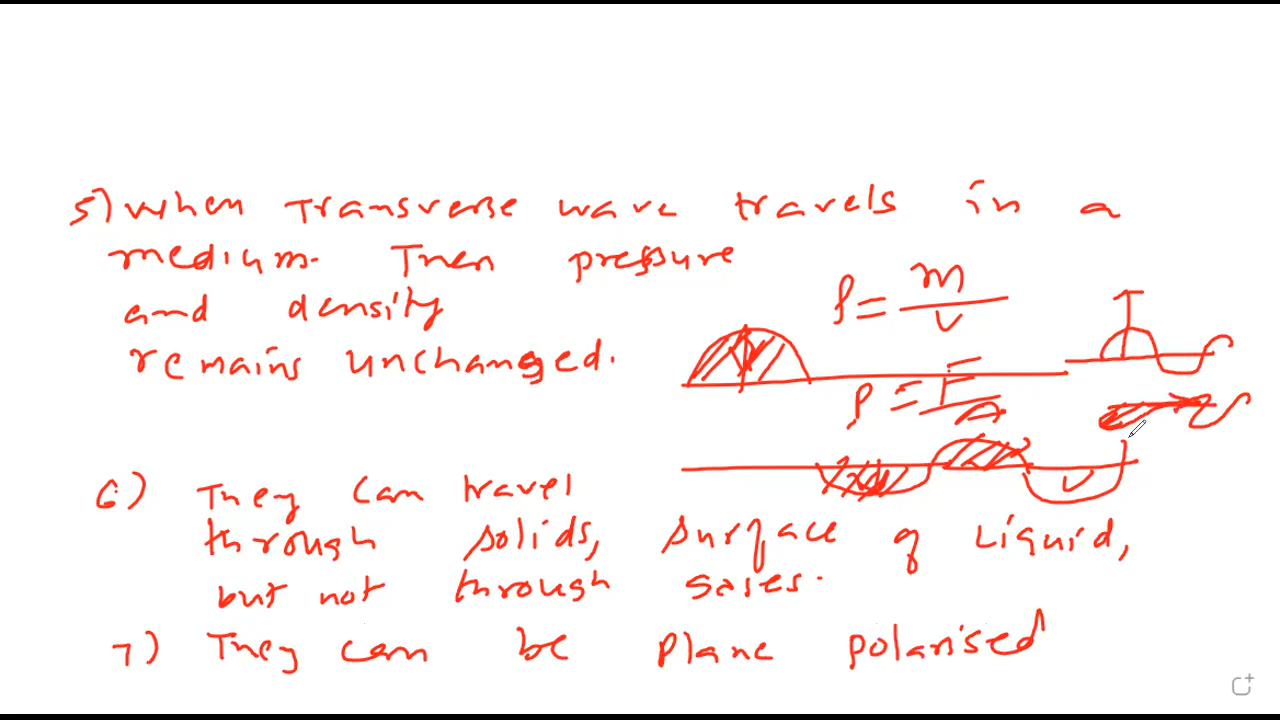 5) When Transverse wave travels in a
medium. Then pressure
and density
remains unchanged.
ρ = m / v
P = F / A
6) They can travel
through solids, surface of Liquid,
but not through gases.
7) They can be plane polarised